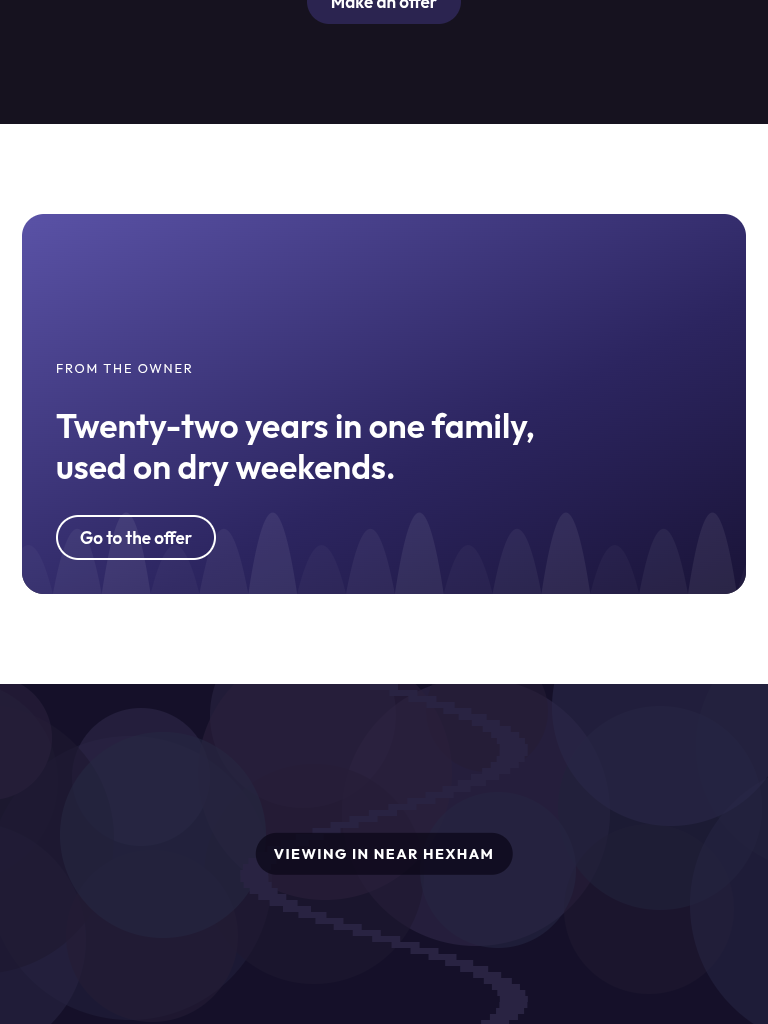 Make an offer
FROM THE OWNER
Twenty-two years in one family,
used on dry weekends.
Go to the offer
VIEWING IN NEAR HEXHAM